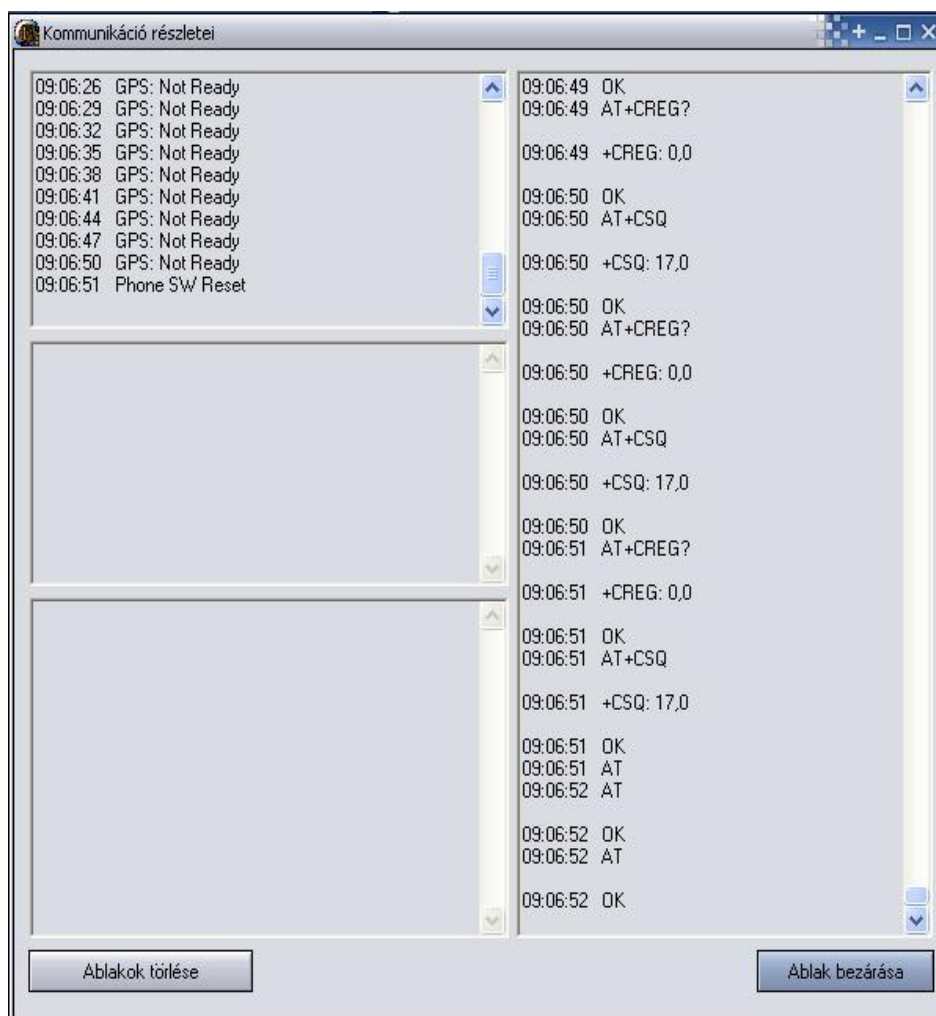 Kommunikáció részletei
09:06:26 GPS: Not Ready
09:06:29 GPS: Not Ready
09:06:32 GPS: Not Ready
09:06:35 GPS: Not Ready
09:06:38 GPS: Not Ready
09:06:41 GPS: Not Ready
09:06:44 GPS: Not Ready
09:06:47 GPS: Not Ready
09:06:50 GPS: Not Ready
09:06:51 Phone SW Reset
09:06:49 OK
09:06:49 AT+CREG?
09:06:49 +CREG: 0,0
09:06:50 OK
09:06:50 AT+CSQ
09:06:50 +CSQ: 17,0
09:06:50 OK
09:06:50 AT+CREG?
09:06:50 +CREG: 0,0
09:06:50 OK
09:06:50 AT+CSQ
09:06:50 +CSQ: 17,0
09:06:50 OK
09:06:51 AT+CREG?
09:06:51 +CREG: 0,0
09:06:51 OK
09:06:51 AT+CSQ
09:06:51 +CSQ: 17,0
09:06:51 OK
09:06:51 AT
09:06:52 AT
09:06:52 OK
09:06:52 AT
09:06:52 OK
Ablakok törlése
Ablak bezárása